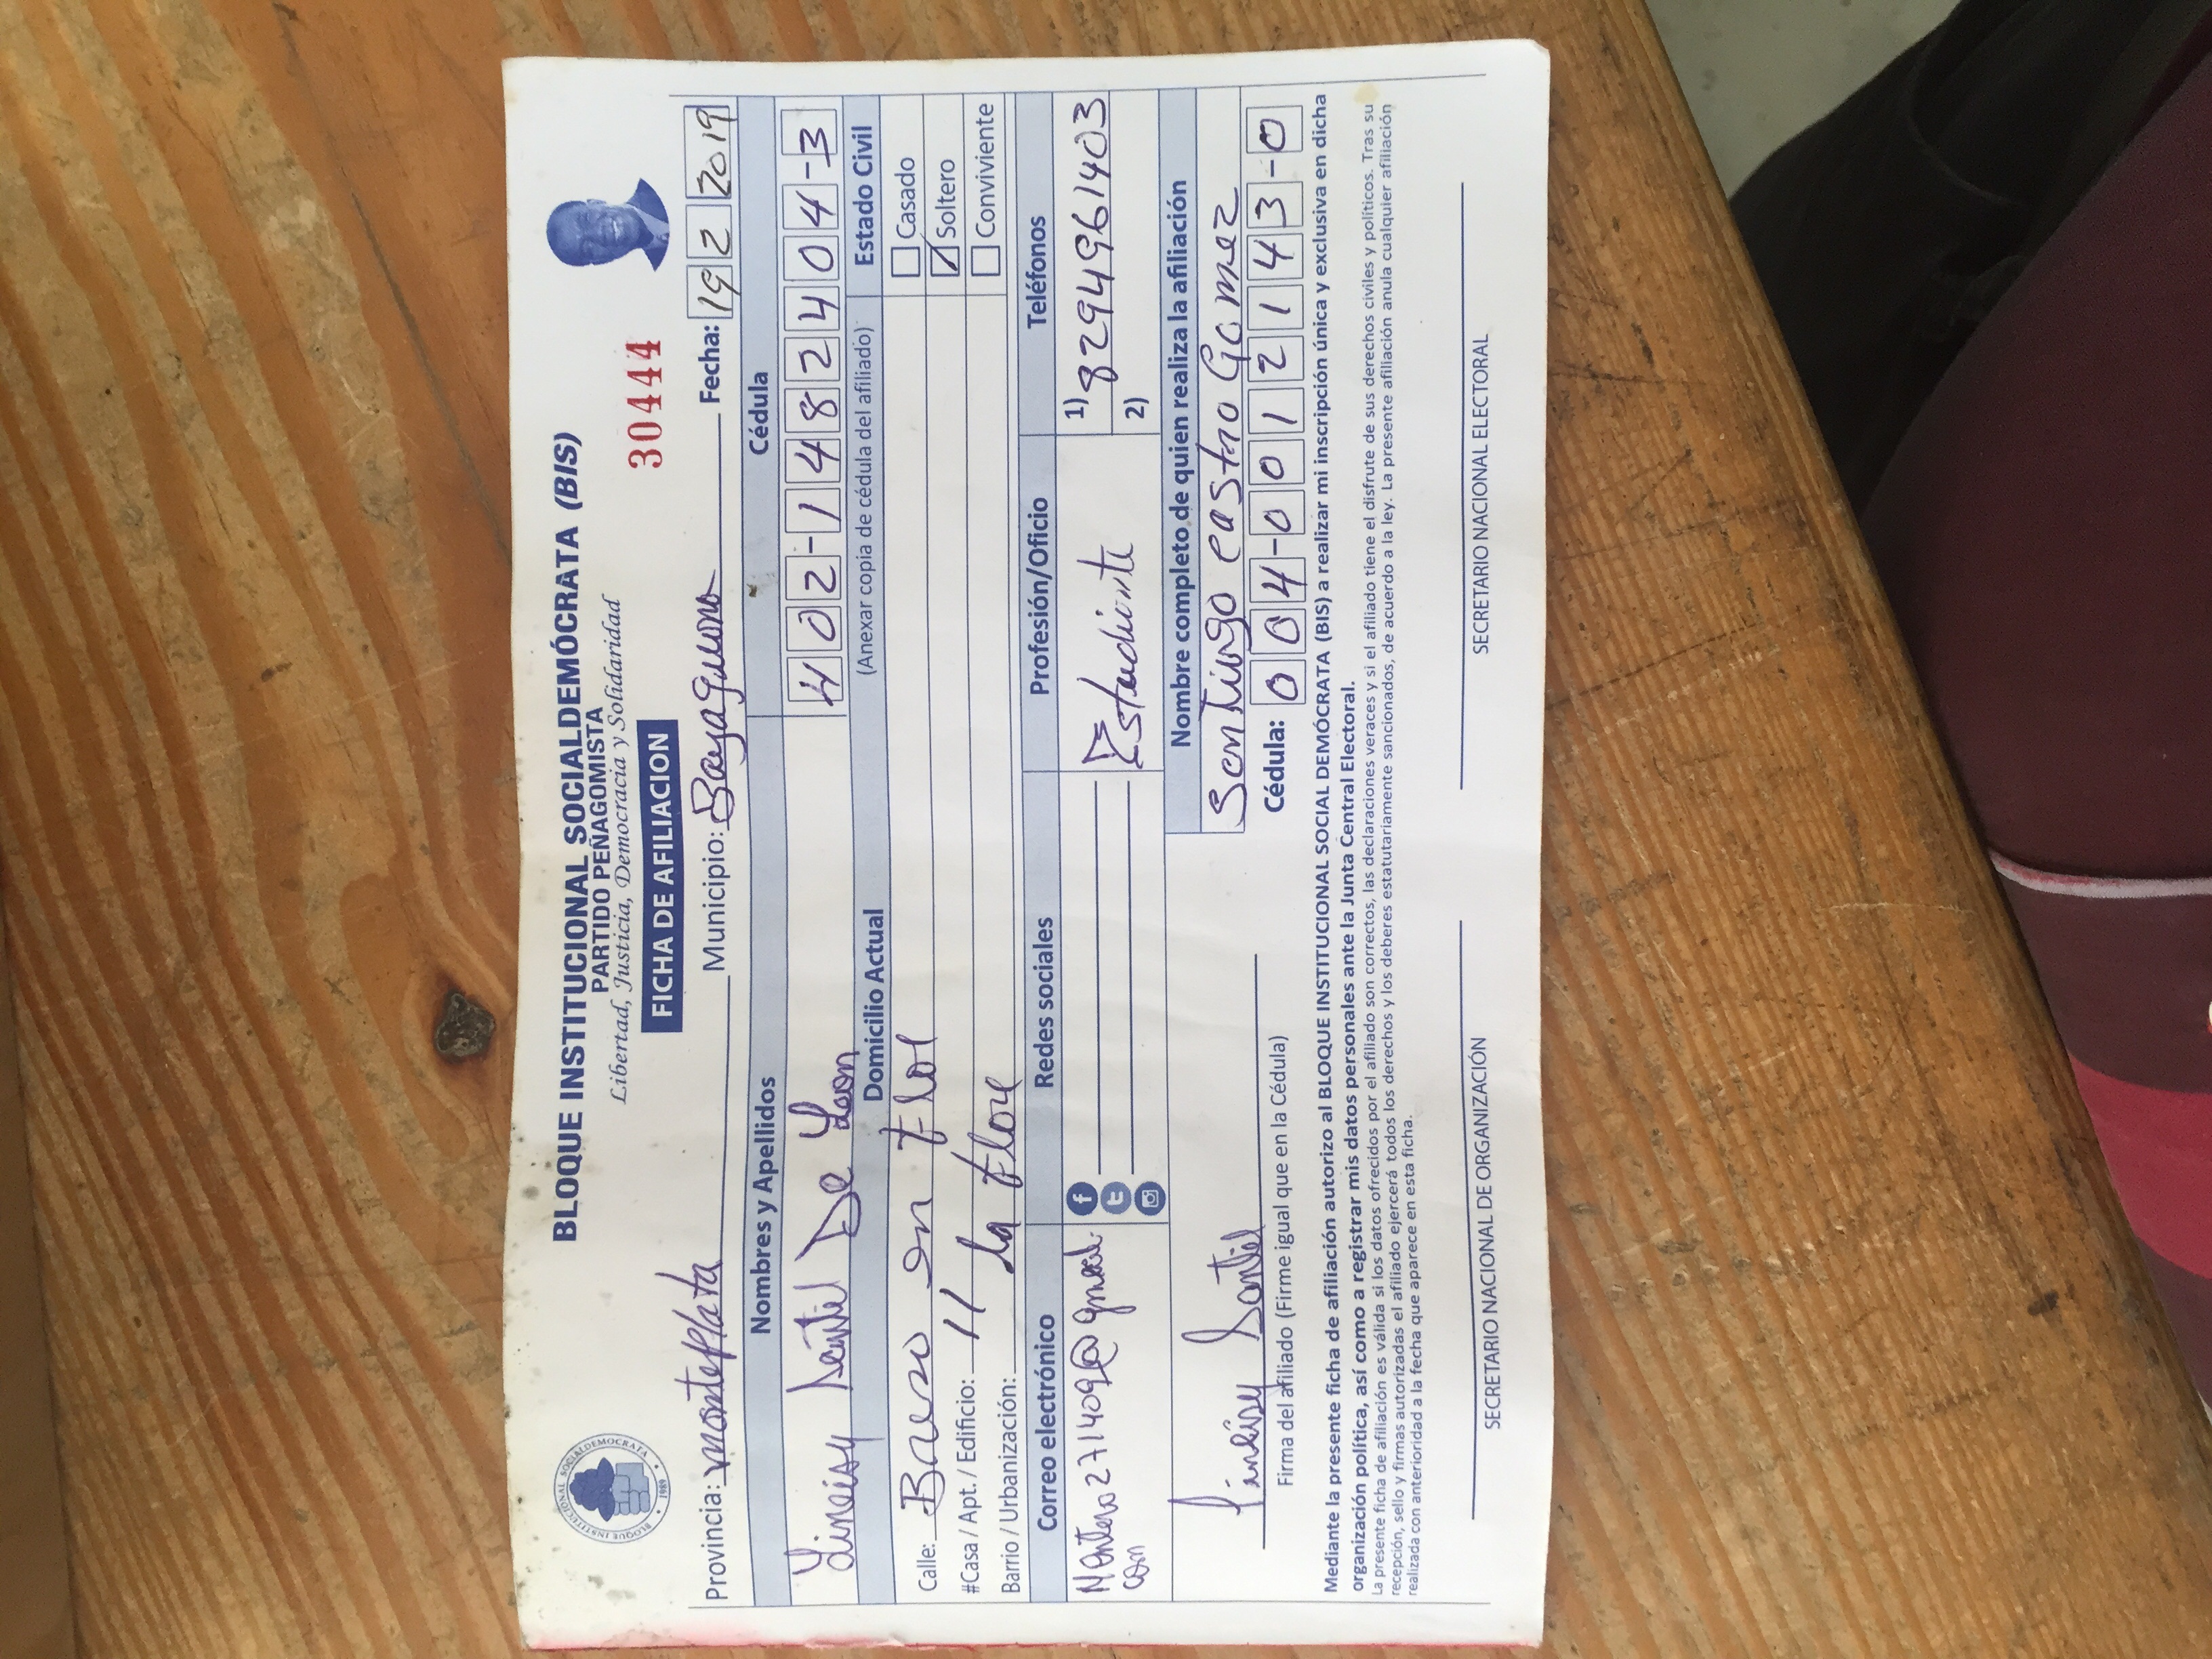 BLOQUE INSTITUCIONAL SOCIALDEMOCRATA
1989
BLOQUE INSTITUCIONAL SOCIALDEMÓCRATA (BIS)
PARTIDO PEÑAGOMISTA
Libertad, Justicia, Democracia y Solidaridad
30444
FICHA DE AFILIACION
Provincia: monteplata Municipio: Bayaguana Fecha: 19 2 2019
Nombres y Apellidos Cédula
Santiel De Leon 402-1482404-3
Domicilio Actual (Anexar copia de cédula del afiliado) Estado Civil
Calle: en Flor Casado
#Casa / Apt. / Edificio: 11 Soltero
Barrio / Urbanización: la Flor Conviviente
Correo electrónico Redes sociales Profesión/Oficio Teléfonos
Montero271409@gmail. Estudiante 1) 8294961403
com 2)
Nombre completo de quien realiza la afiliación
Santiago castro Gomez
Santiel Cédula: 004-0012143-0
Firma del afiliado (Firme igual que en la Cédula)
Mediante la presente ficha de afiliación autorizo al BLOQUE INSTITUCIONAL SOCIAL DEMÓCRATA (BIS) a realizar mi inscripción única y exclusiva en dicha
organización política, así como a registrar mis datos personales ante la Junta Central Electoral.
La presente ficha de afiliación es válida si los datos ofrecidos por el afiliado son correctos, las declaraciones veraces y si el afiliado tiene el disfrute de sus derechos civiles y políticos. Tras su
recepción, sello y firmas autorizadas el afiliado ejercerá todos los derechos y los deberes estatutariamente sancionados, de acuerdo a la ley. La presente afiliación anula cualquier afiliación
realizada con anterioridad a la fecha que aparece en esta ficha.
SECRETARIO NACIONAL DE ORGANIZACIÓN SECRETARIO NACIONAL ELECTORAL